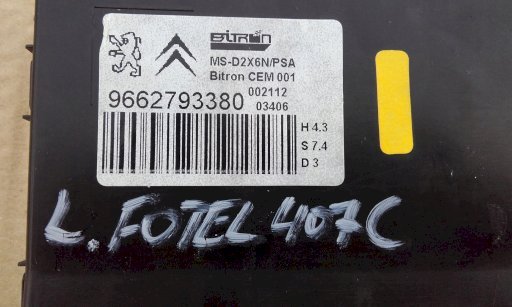 BITRON
MS-D2X6N/PSA
Bitron CEM 001
002112
9662793380 03406
H 4.3
S 7.4
D 3
L. FOTEL 407C